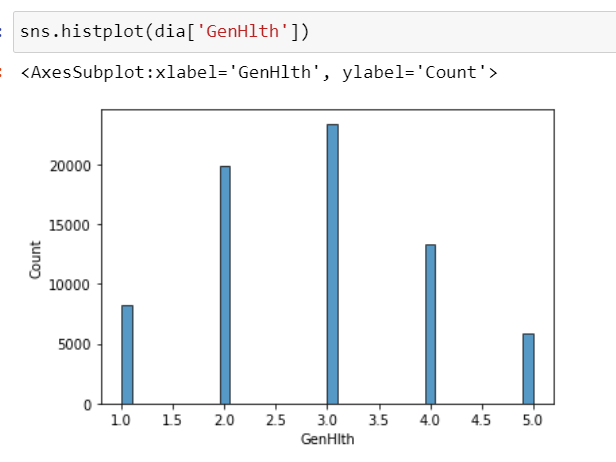 sns.histplot(dia['GenHlth'])
<AxesSubplot:xlabel='GenHlth', ylabel='Count'>
20000
15000
10000
5000
0
Count
1.0 1.5 2.0 2.5 3.0 3.5 4.0 4.5 5.0
GenHlth